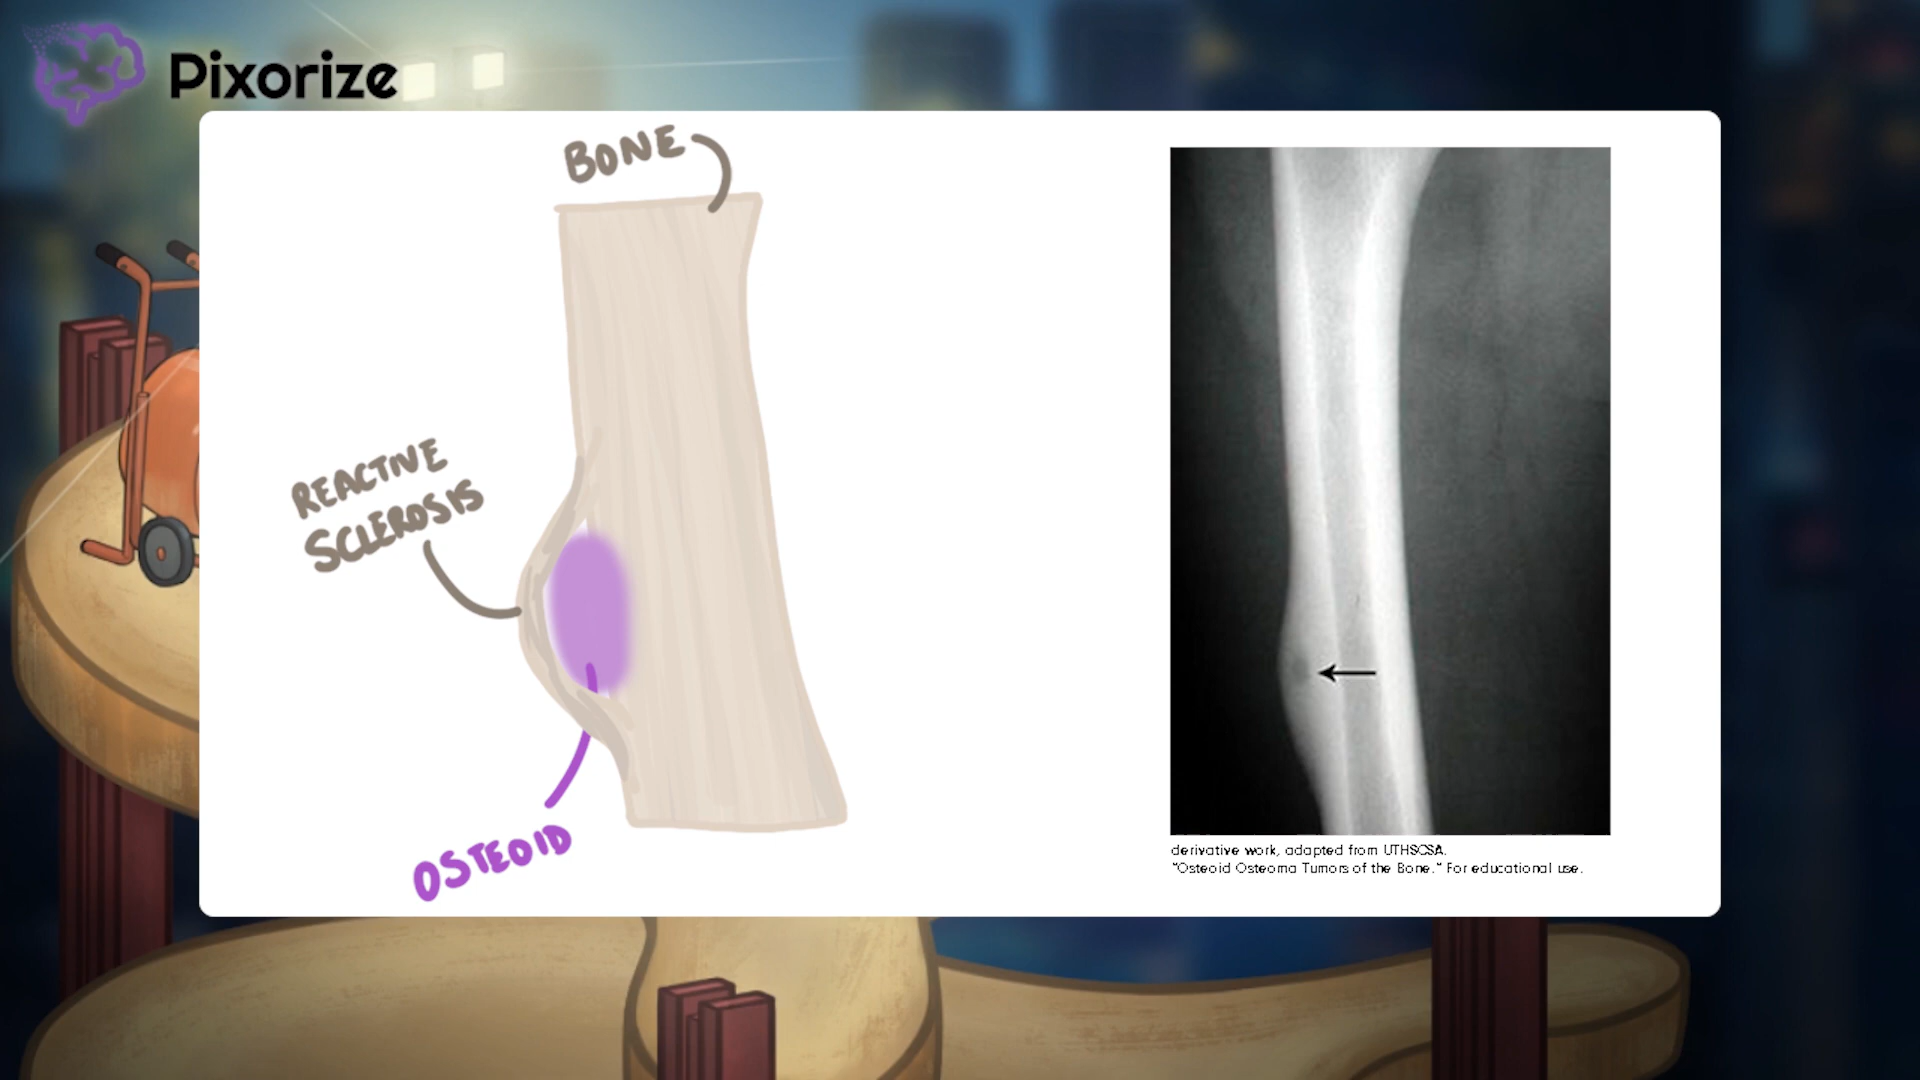 Pixorize
BONE
REACTIVE
SCLEROSIS
OSTEOID
derivative work, adapted from UTHSCSA.
"Osteoid Osteoma Tumors of the Bone." For educational use.